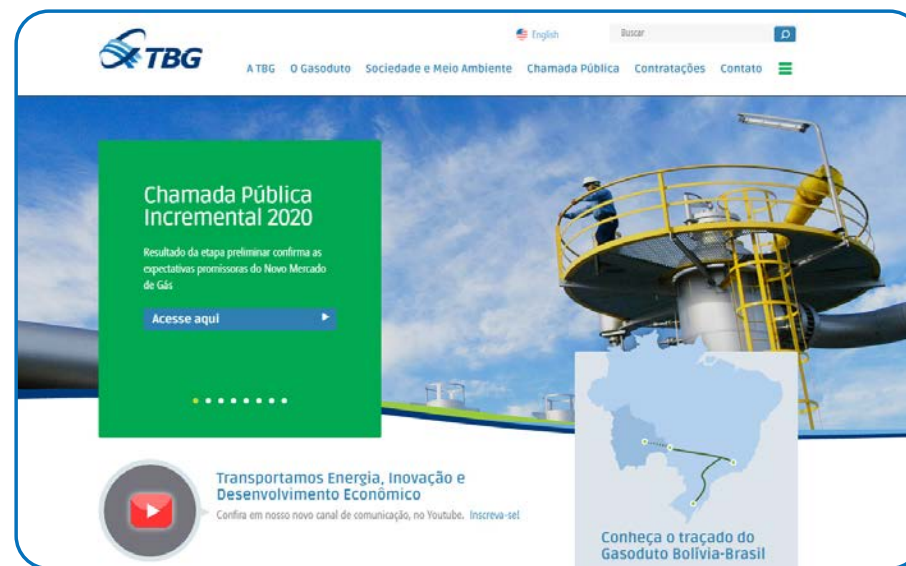 English
Buscar
TBG
A TBG O Gasoduto Sociedade e Meio Ambiente Chamada Pública Contratações Contato
Chamada Pública
Incremental 2020
Resultado da etapa preliminar confirma as
expectativas promissoras do Novo Mercado
de Gás
Acesse aqui
Transportamos Energia, Inovação e
Desenvolvimento Econômico
Confira em nosso novo canal de comunicação, no Youtube. Inscreva-se!
Conheça o traçado do
Gasoduto Bolívia-Brasil